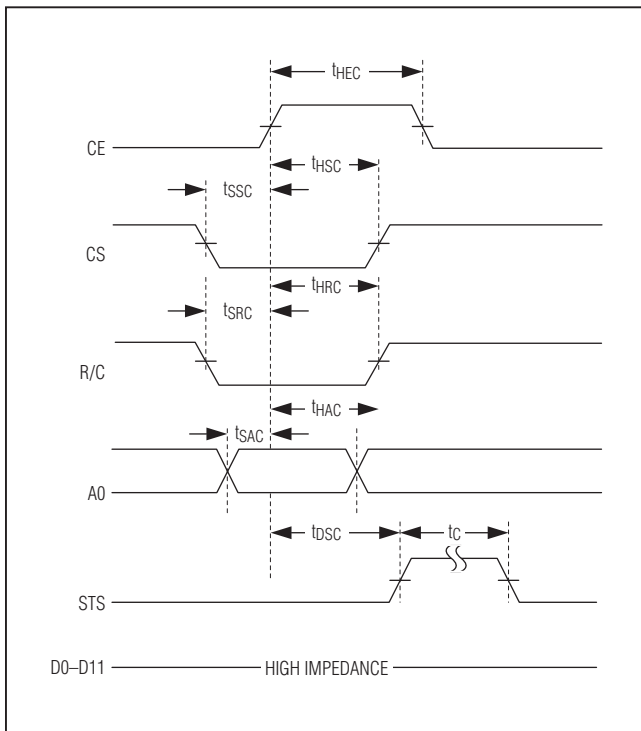 tHEC
CE
tHSC
tSSC
CS
tHRC
tSRC
R/C
tHAC
tSAC
A0
tDSC
tC
STS
D0–D11
HIGH IMPEDANCE